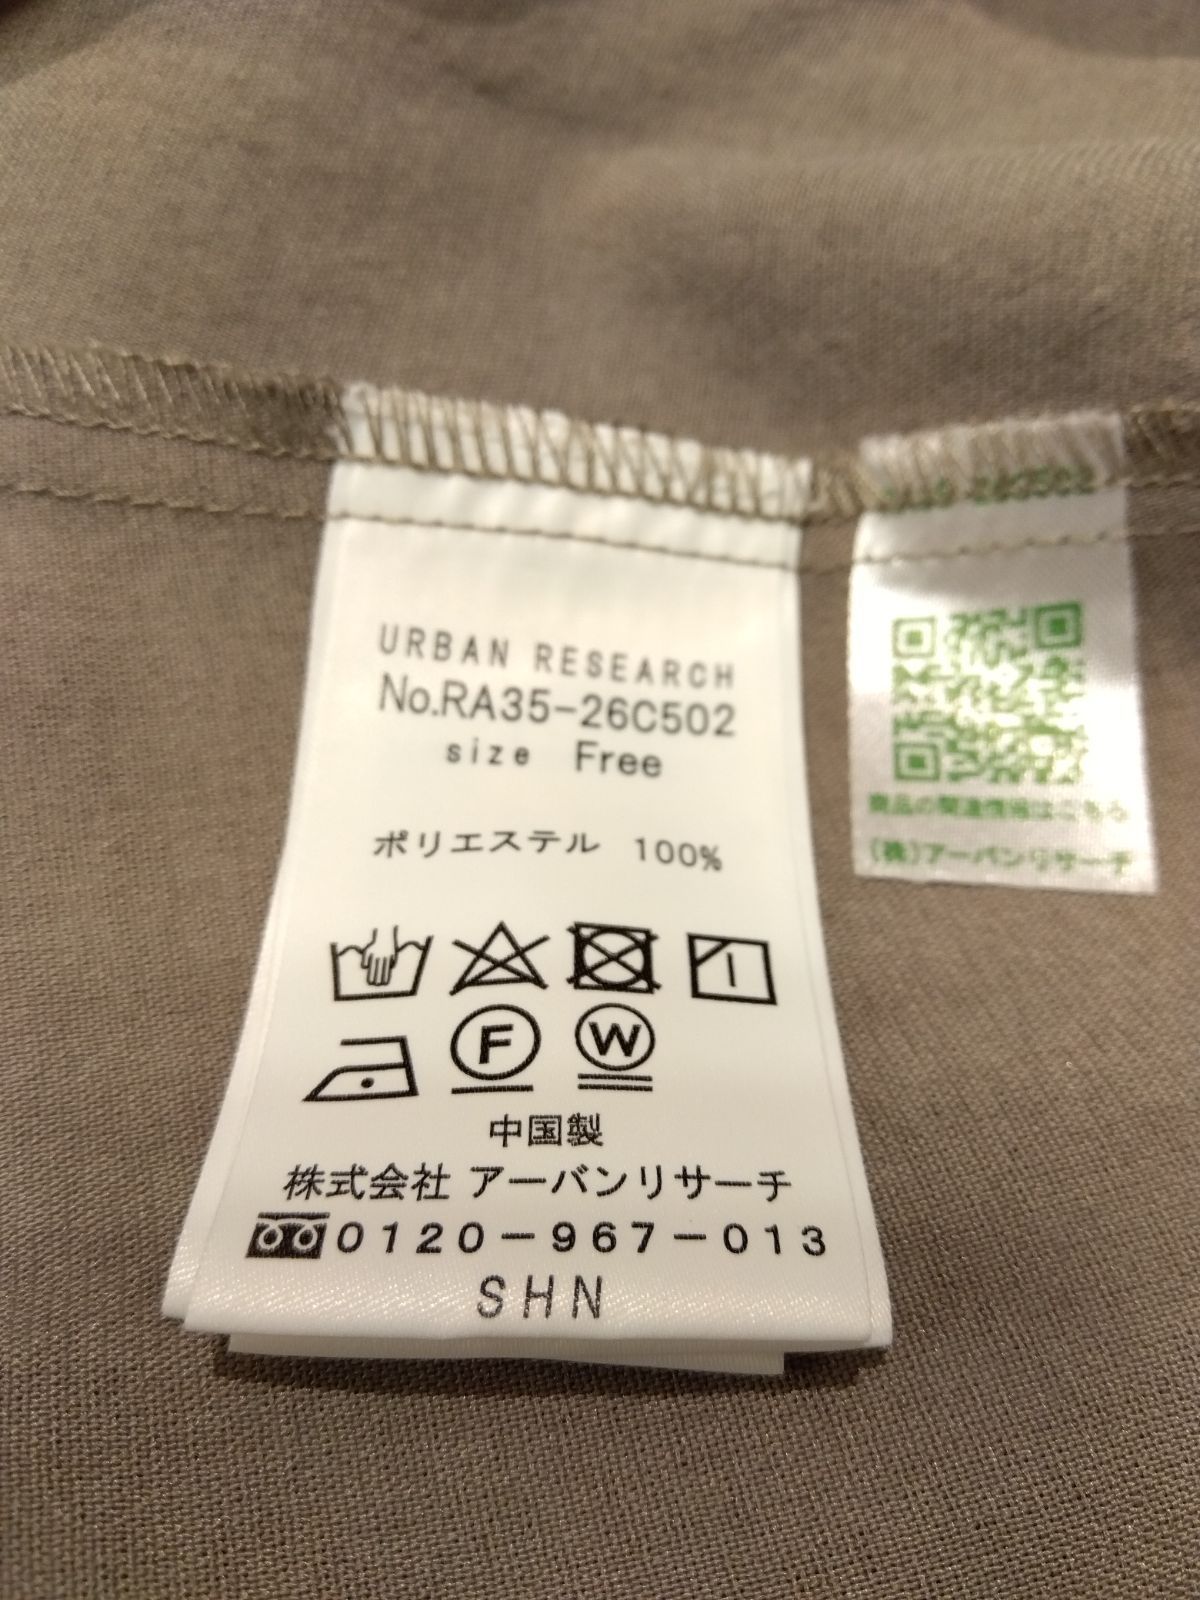 URBAN RESEARCH
No.RA35-26C502
size Free
ポリエステル 100%
F
W
中国製
株式会社 アーバンリサーチ
0120-967-013
SHN
商品の関連情報はこちら
(株)アーバンリサーチ